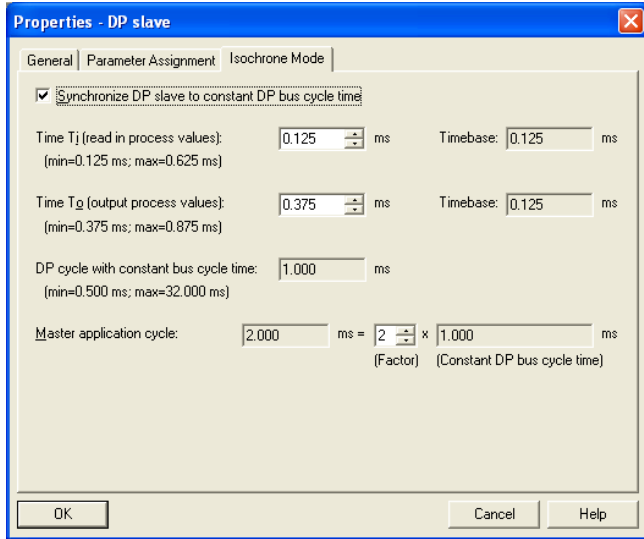 Properties - DP slave
General Parameter Assignment Isochrone Mode
Synchronize DP slave to constant DP bus cycle time
Time Ti (read in process values): 0.125 ms Timebase: 0.125 ms
(min=0.125 ms; max=0.625 ms)
Time To (output process values): 0.375 ms Timebase: 0.125 ms
(min=0.375 ms; max=0.875 ms)
DP cycle with constant bus cycle time: 1.000 ms
(min=0.500 ms; max=32.000 ms)
Master application cycle: 2.000 ms = 2 x 1.000 ms
(Factor) (Constant DP bus cycle time)
OK Cancel Help